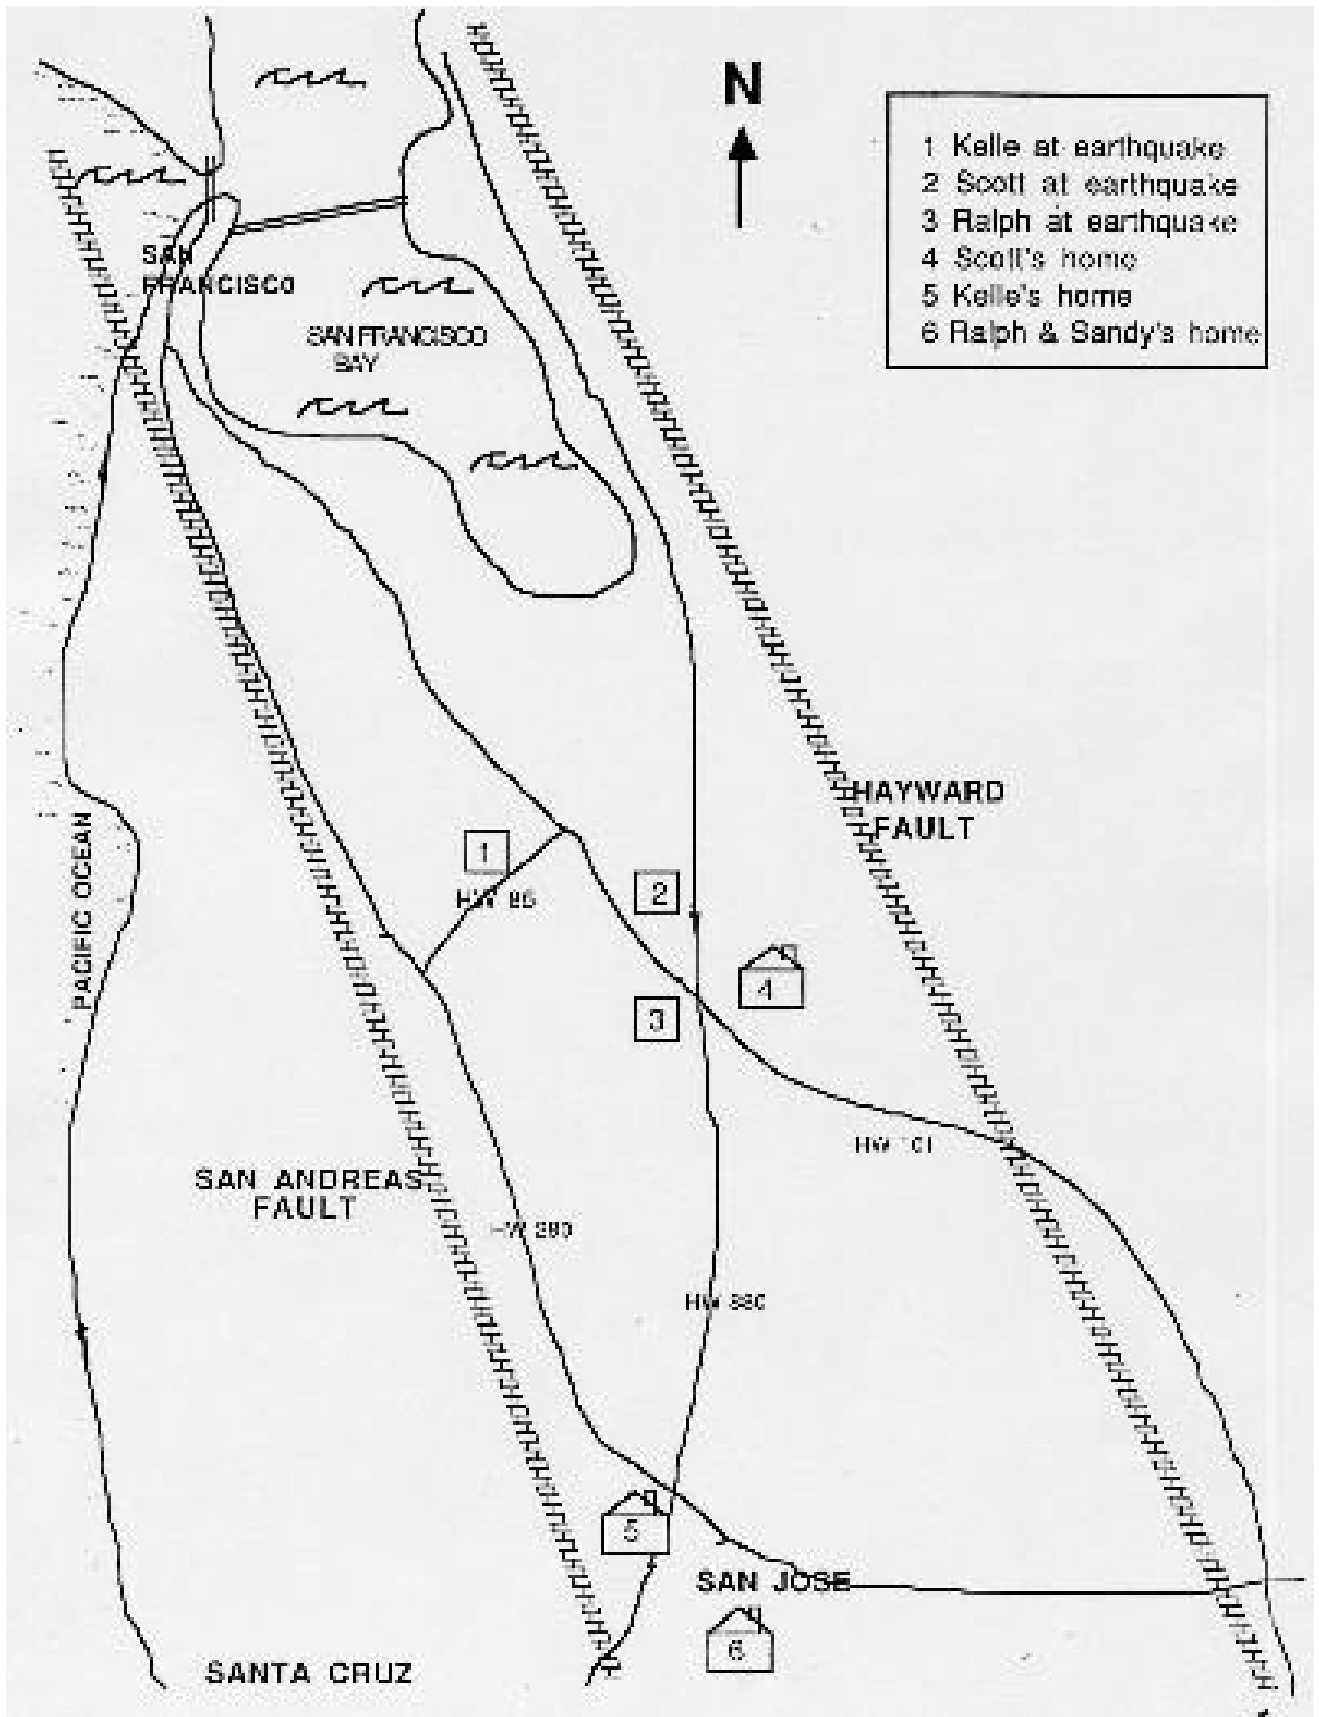 N
1 Kelle at earthquake
2 Scott at earthquake
3 Ralph at earthquake
4 Scott's home
5 Kelle's home
6 Ralph & Sandy's home
SAN
FRANCISCO
SAN FRANCISCO
BAY
HAYWARD
FAULT
PACIFIC OCEAN
1
HW 85
2
4
3
HW 101
SAN ANDREAS
FAULT
HW 280
HW 880
5
SAN JOSE
6
SANTA CRUZ